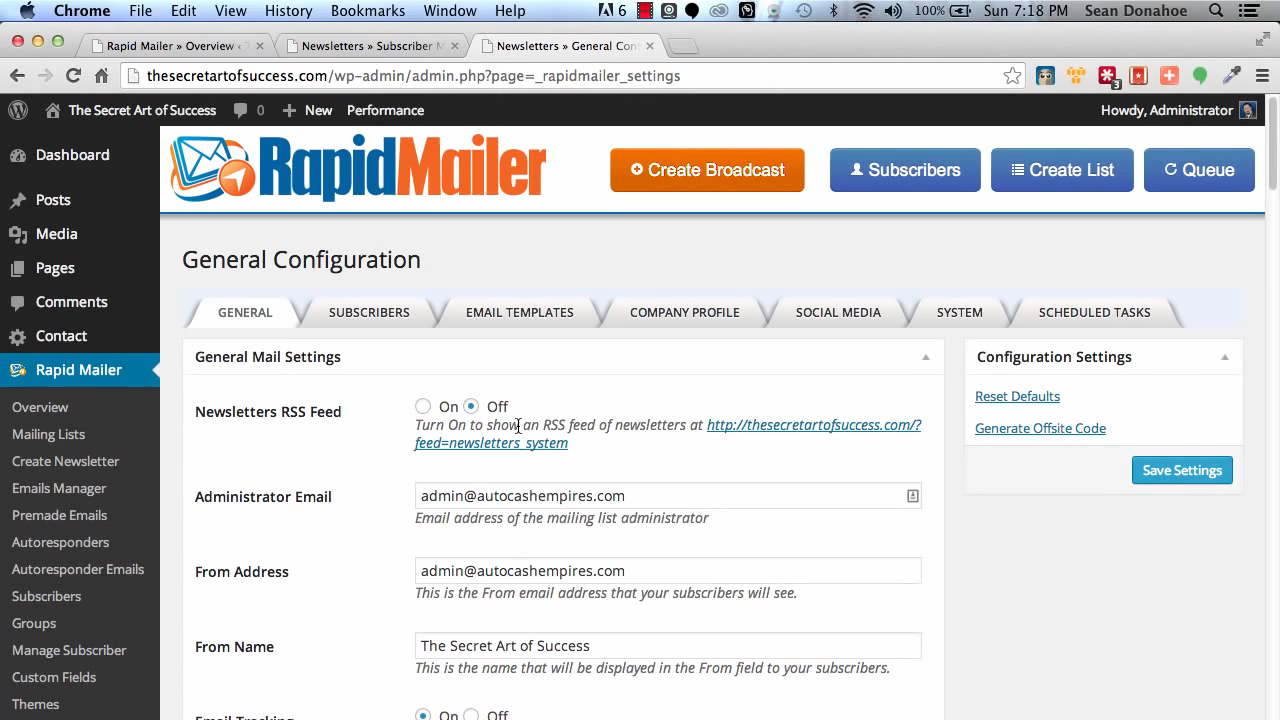 Chrome File Edit View History Bookmarks Window Help 6 100% Sun 7:18 PM Sean Donahoe
Rapid Mailer » Overview ‹ T
Newsletters » Subscriber M
Newsletters » General Con
thesecretartofsuccess.com/wp-admin/admin.php?page=_rapidmailer_settings
3
The Secret Art of Success 0 New Performance Howdy, Administrator
RapidMailer
Create Broadcast
Subscribers
Create List
Queue
Dashboard
Posts
Media
Pages
Comments
Contact
Rapid Mailer
Overview
Mailing Lists
Create Newsletter
Emails Manager
Premade Emails
Autoresponders
Autoresponder Emails
Subscribers
Groups
Manage Subscriber
Custom Fields
Themes
General Configuration
GENERAL SUBSCRIBERS EMAIL TEMPLATES COMPANY PROFILE SOCIAL MEDIA SYSTEM SCHEDULED TASKS
General Mail Settings
Newsletters RSS Feed
On Off
Turn On to show an RSS feed of newsletters at http://thesecretartofsuccess.com/?
feed=newsletters_system
Administrator Email
admin@autocashempires.com
Email address of the mailing list administrator
From Address
admin@autocashempires.com
This is the From email address that your subscribers will see.
From Name
The Secret Art of Success
This is the name that will be displayed in the From field to your subscribers.
Email Tracking
On Off
Configuration Settings
Reset Defaults
Generate Offsite Code
Save Settings